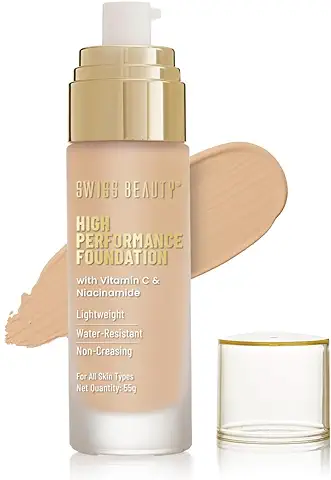 SWISS BEAUTY™
HIGH
PERFORMANCE
FOUNDATION
with Vitamin C &
Niacinamide
Lightweight
Water-Resistant
Non-Creasing
For All Skin Types
Net Quantity: 55g